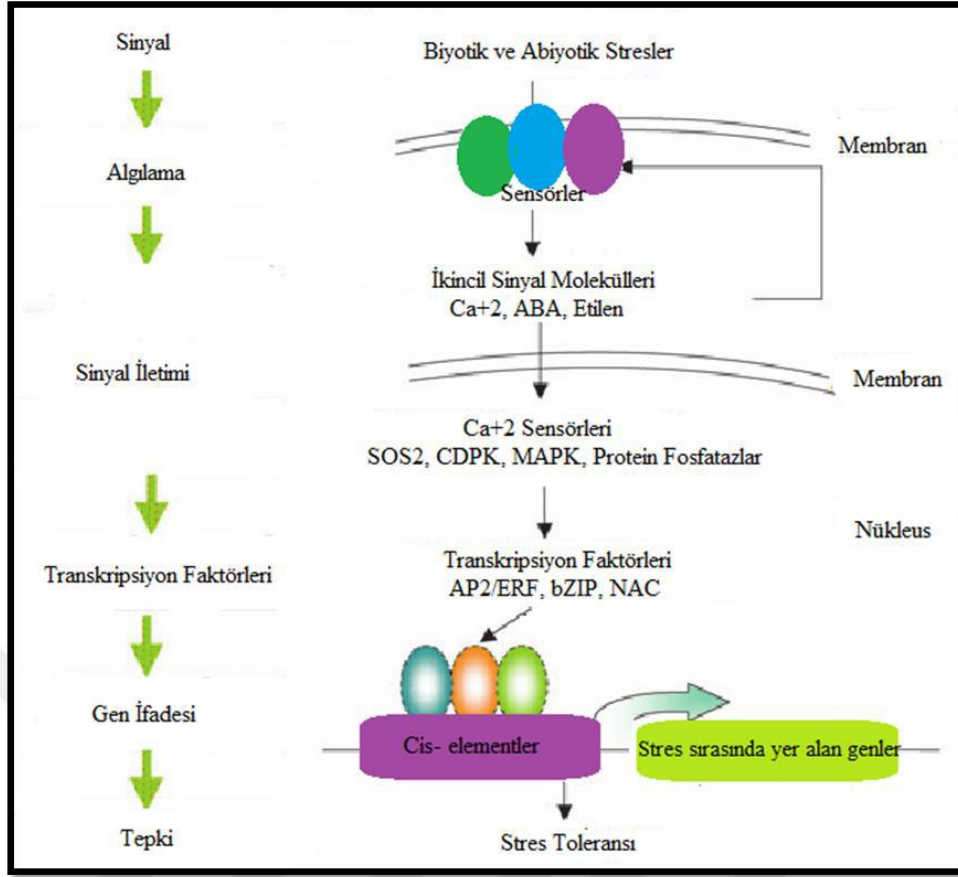 Sinyal
Biyotik ve Abiyotik Stresler
Membran
Algılama
Sensörler
İkincil Sinyal Molekülleri
Ca+2, ABA, Etilen
Sinyal İletimi
Membran
Ca+2 Sensörleri
SOS2, CDPK, MAPK, Protein Fosfatazlar
Nükleus
Transkripsiyon Faktörleri
Transkripsiyon Faktörleri
AP2/ERF, bZIP, NAC
Gen İfadesi
Cis- elementler
Stres sırasında yer alan genler
Tepki
Stres Toleransı